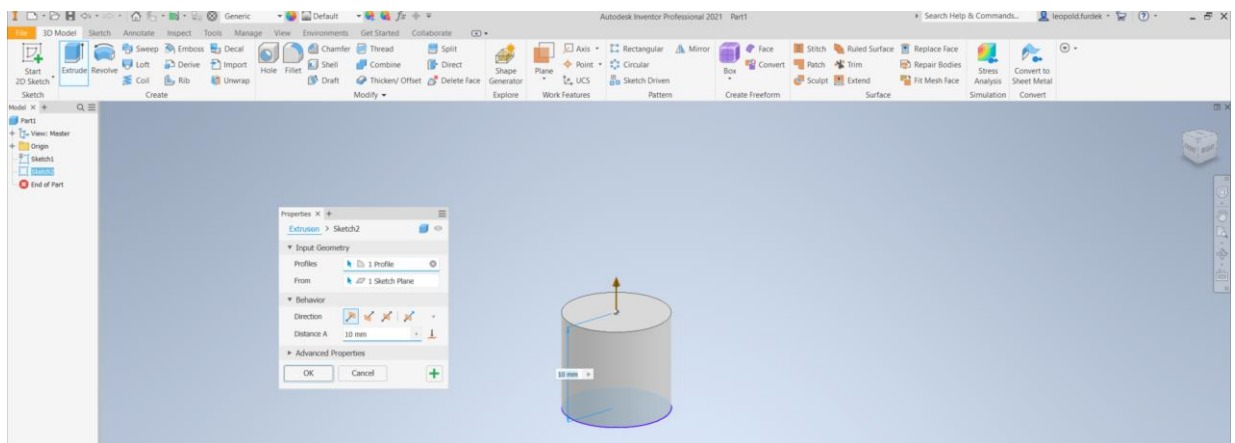 Generic Default Autodesk Inventor Professional 2021 Part1 Search Help & Commands... leopold.furdek
File 3D Model Sketch Annotate Inspect Tools Manage View Environments Get Started Collaborate
Start
2D Sketch
Extrude Revolve
Sweep Emboss Decal
Loft Derive Import
Coil Rib Unwrap
Hole Fillet
Chamfer Thread Split
Shell Combine Direct
Draft Thicken/ Offset Delete Face
Shape
Generator
Plane
Axis
Point
UCS
Rectangular Mirror
Circular
Sketch Driven
Box
Face
Convert
Stitch Ruled Surface Replace Face
Patch Trim Repair Bodies
Sculpt Extend Fit Mesh Face
Stress
Analysis
Convert to
Sheet Metal
Sketch Create Modify Explore Work Features Pattern Create Freeform Surface Simulation Convert
Model
Part1
View: Master
Origin
Sketch1
Sketch2
End of Part
Properties
Extrusion > Sketch2
Input Geometry
Profiles 1 Profile
From 1 Sketch Plane
Behavior
Direction
Distance A 10 mm
Advanced Properties
OK Cancel
10 mm